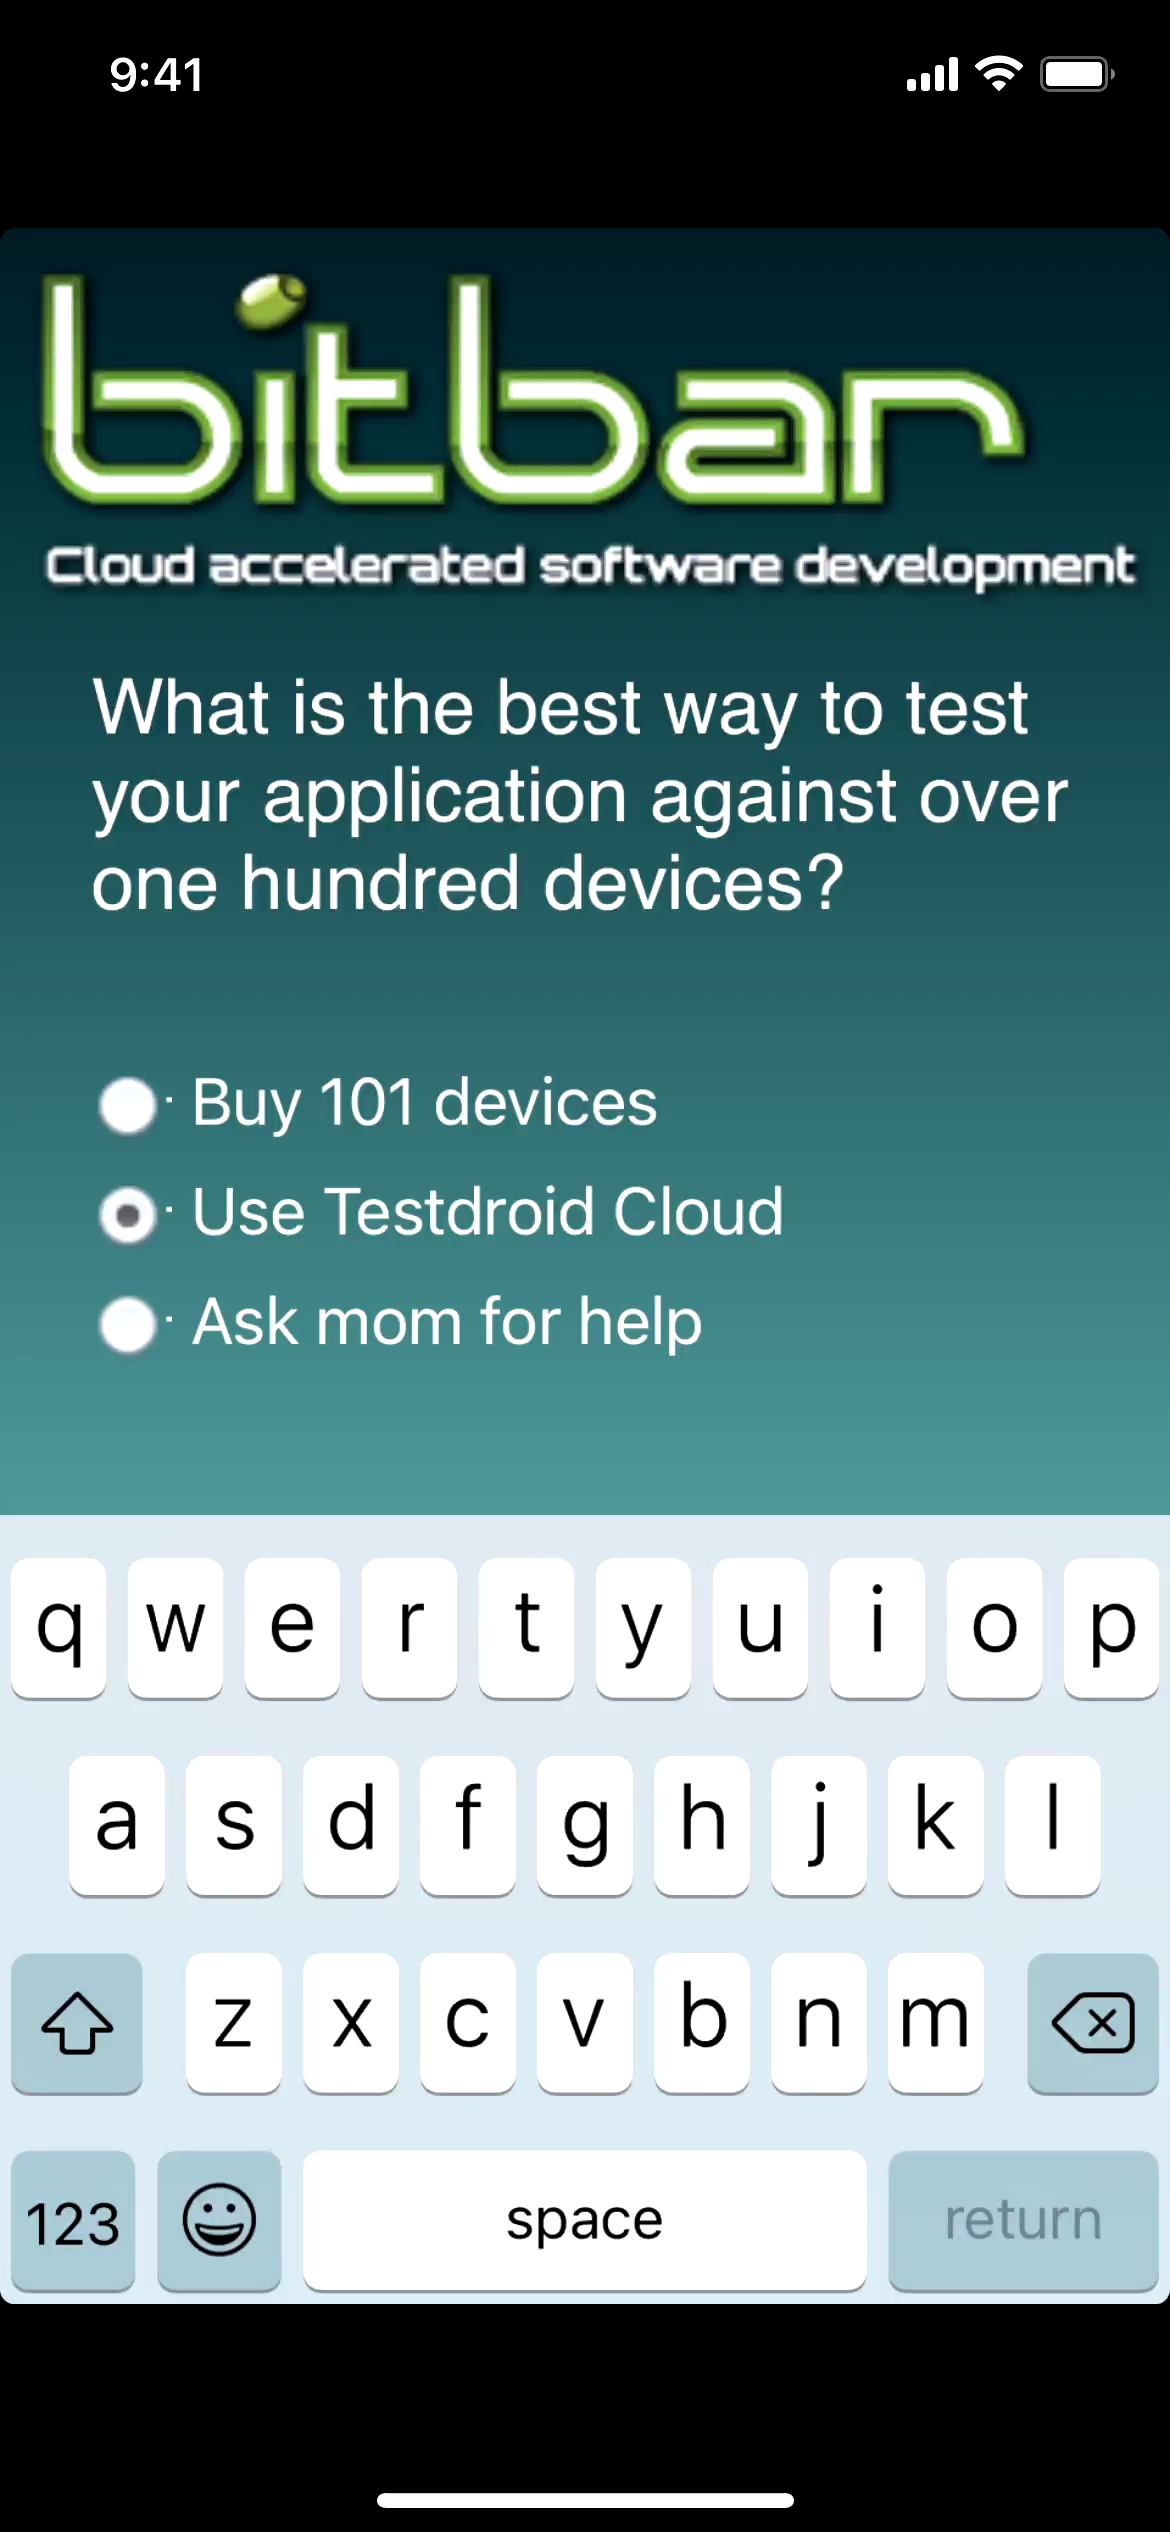 9:41
bitbar
Cloud accelerated software development
What is the best way to test
your application against over
one hundred devices?
Buy 101 devices
Use Testdroid Cloud
Ask mom for help
q w e r t y u i o p
a s d f g h j k l
z x c v b n m
123 space return